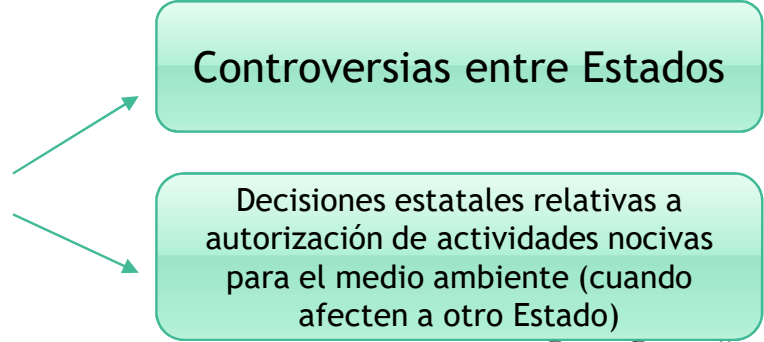 Controversias entre Estados
Decisiones estatales relativas a
autorización de actividades nocivas
para el medio ambiente (cuando
afecten a otro Estado)